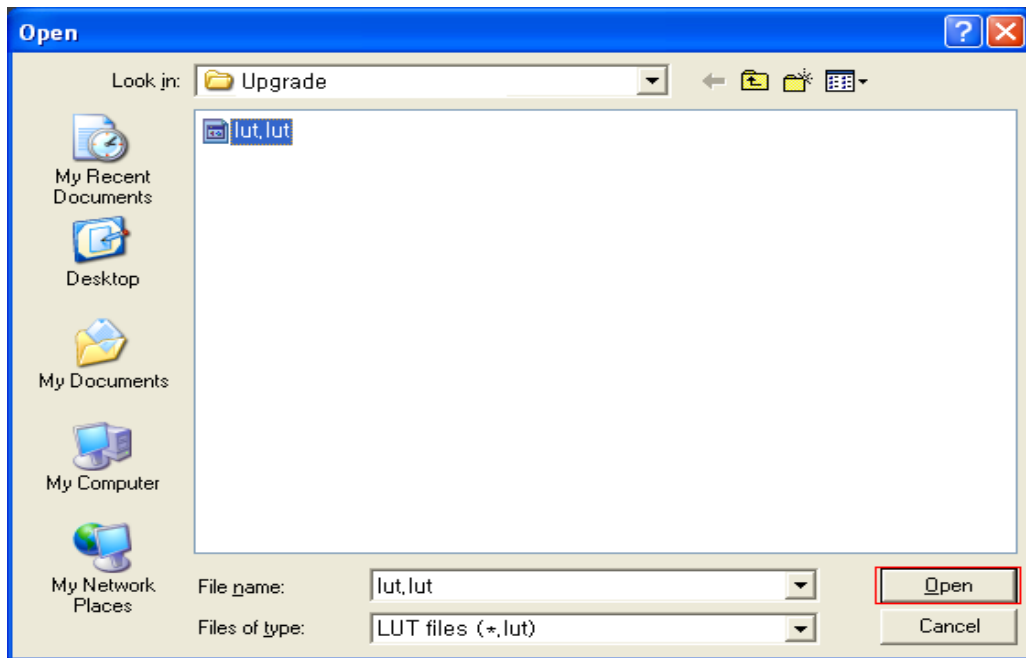 Open
Look in:
Upgrade
lut.lut
My Recent
Documents
Desktop
My Documents
My Computer
My Network
Places
File name:
lut.lut
Open
Files of type:
LUT files (*.lut)
Cancel